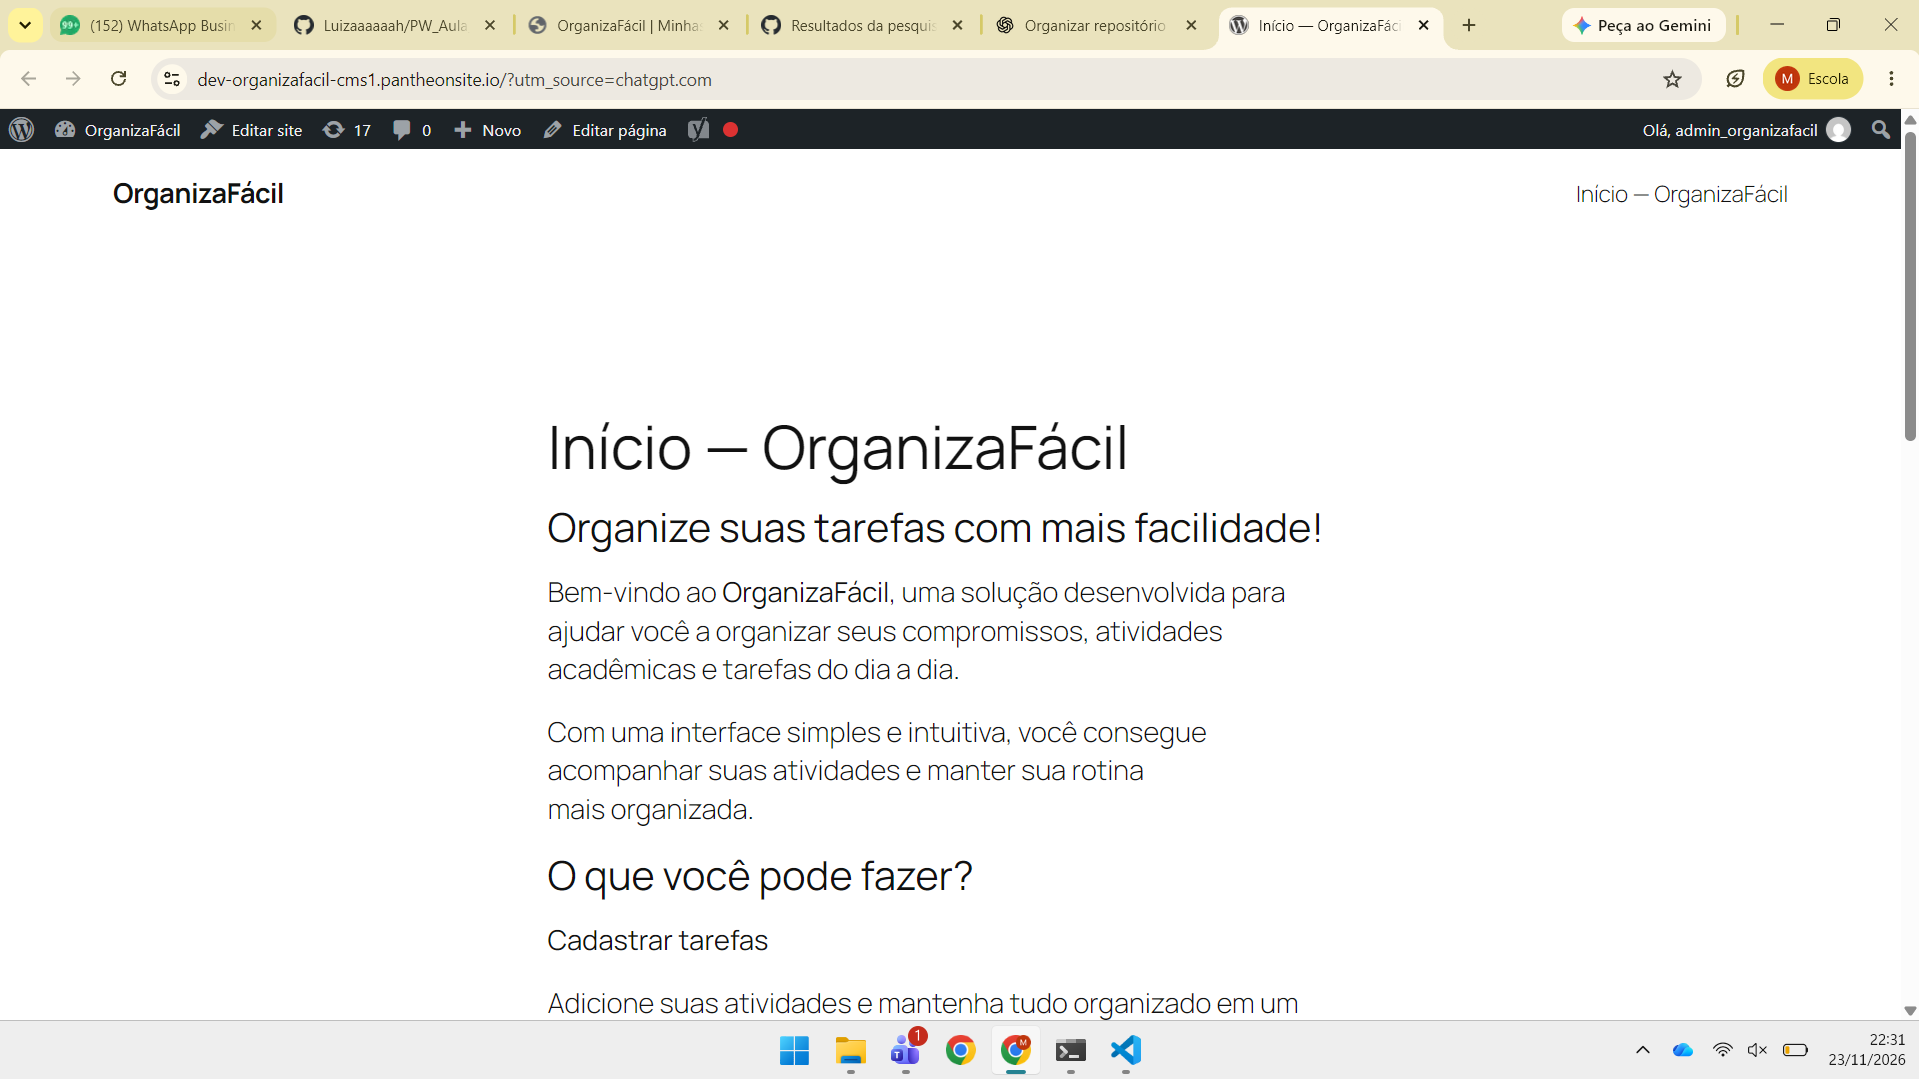 (152) WhatsApp Busin
Luizaaaaaah/PW_Aula
OrganizaFácil | Minhas
Resultados da pesquis
Organizar repositório
Início — OrganizaFáci
Peça ao Gemini
dev-organizafacil-cms1.pantheonsite.io/?utm_source=chatgpt.com
M
Escola
OrganizaFácil
Editar site
17
0
Novo
Editar página
Olá, admin_organizafacil
OrganizaFácil
Início — OrganizaFácil
Início — OrganizaFácil
Organize suas tarefas com mais facilidade!
Bem-vindo ao OrganizaFácil, uma solução desenvolvida para
ajudar você a organizar seus compromissos, atividades
acadêmicas e tarefas do dia a dia.
Com uma interface simples e intuitiva, você consegue
acompanhar suas atividades e manter sua rotina
mais organizada.
O que você pode fazer?
Cadastrar tarefas
Adicione suas atividades e mantenha tudo organizado em um
1
22:31
23/11/2026